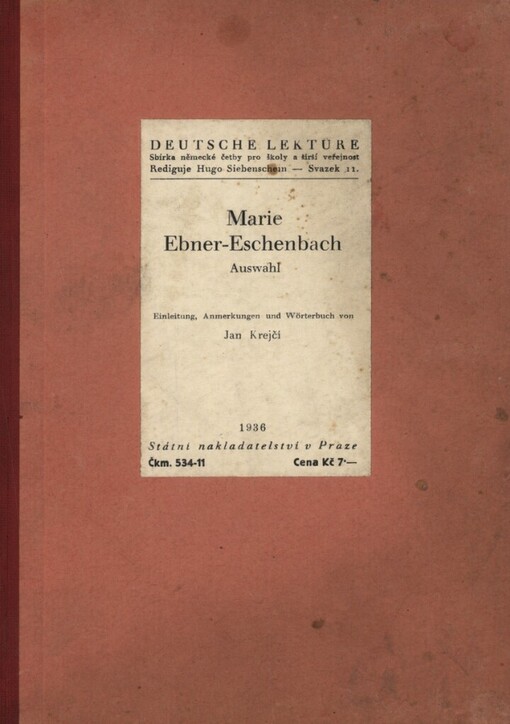 DEUTSCHE LEKTÜRE
Sbírka německé četby pro školy a širší veřejnost
Rediguje Hugo Siebenschein — Svazek 11.
Marie
Ebner-Eschenbach
Auswahl
Einleitung, Anmerkungen und Wörterbuch von
Jan Krejčí
1936
Státní nakladatelství v Praze
Čkm. 534-11 Cena Kč 7·—